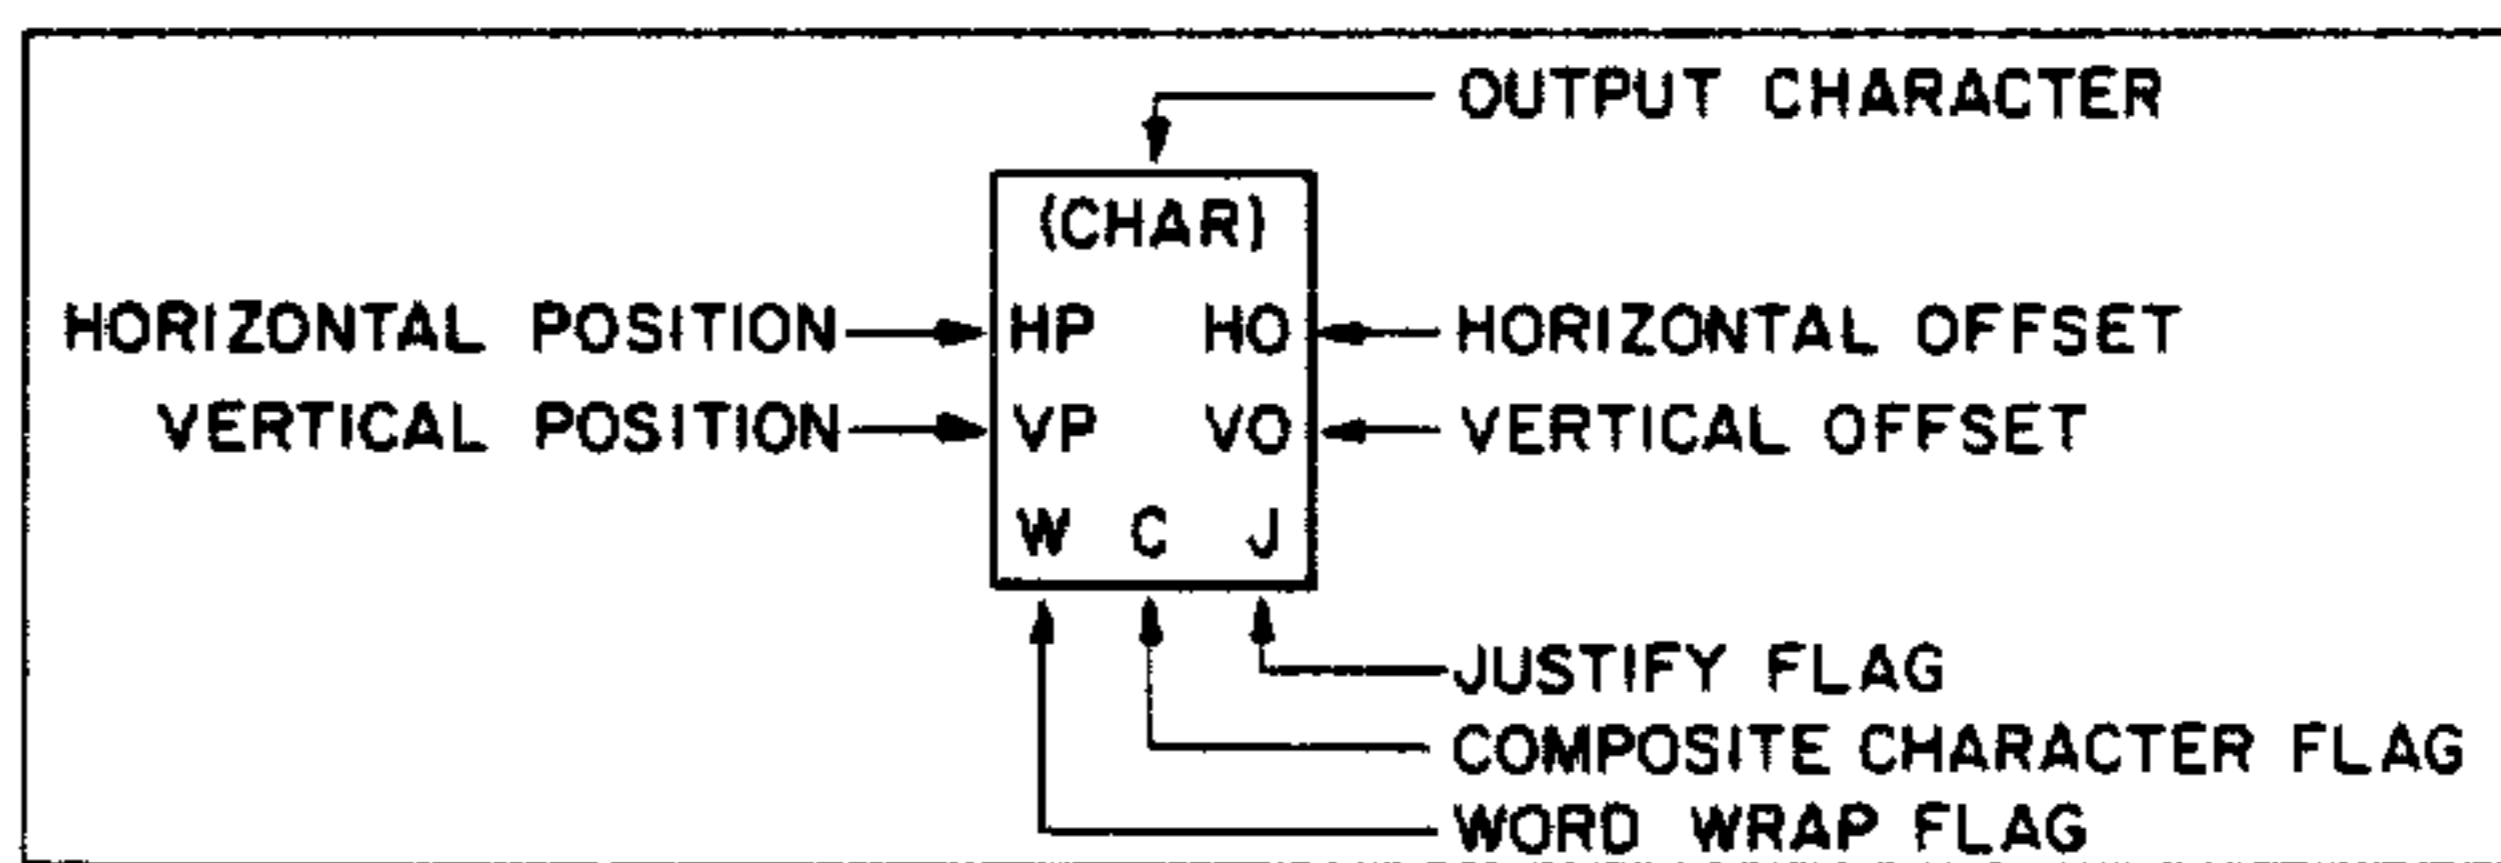 OUTPUT CHARACTER
(CHAR)
HORIZONTAL POSITION HP HO HORIZONTAL OFFSET
VERTICAL POSITION VP VO VERTICAL OFFSET
W C J
JUSTIFY FLAG
COMPOSITE CHARACTER FLAG
WORD WRAP FLAG